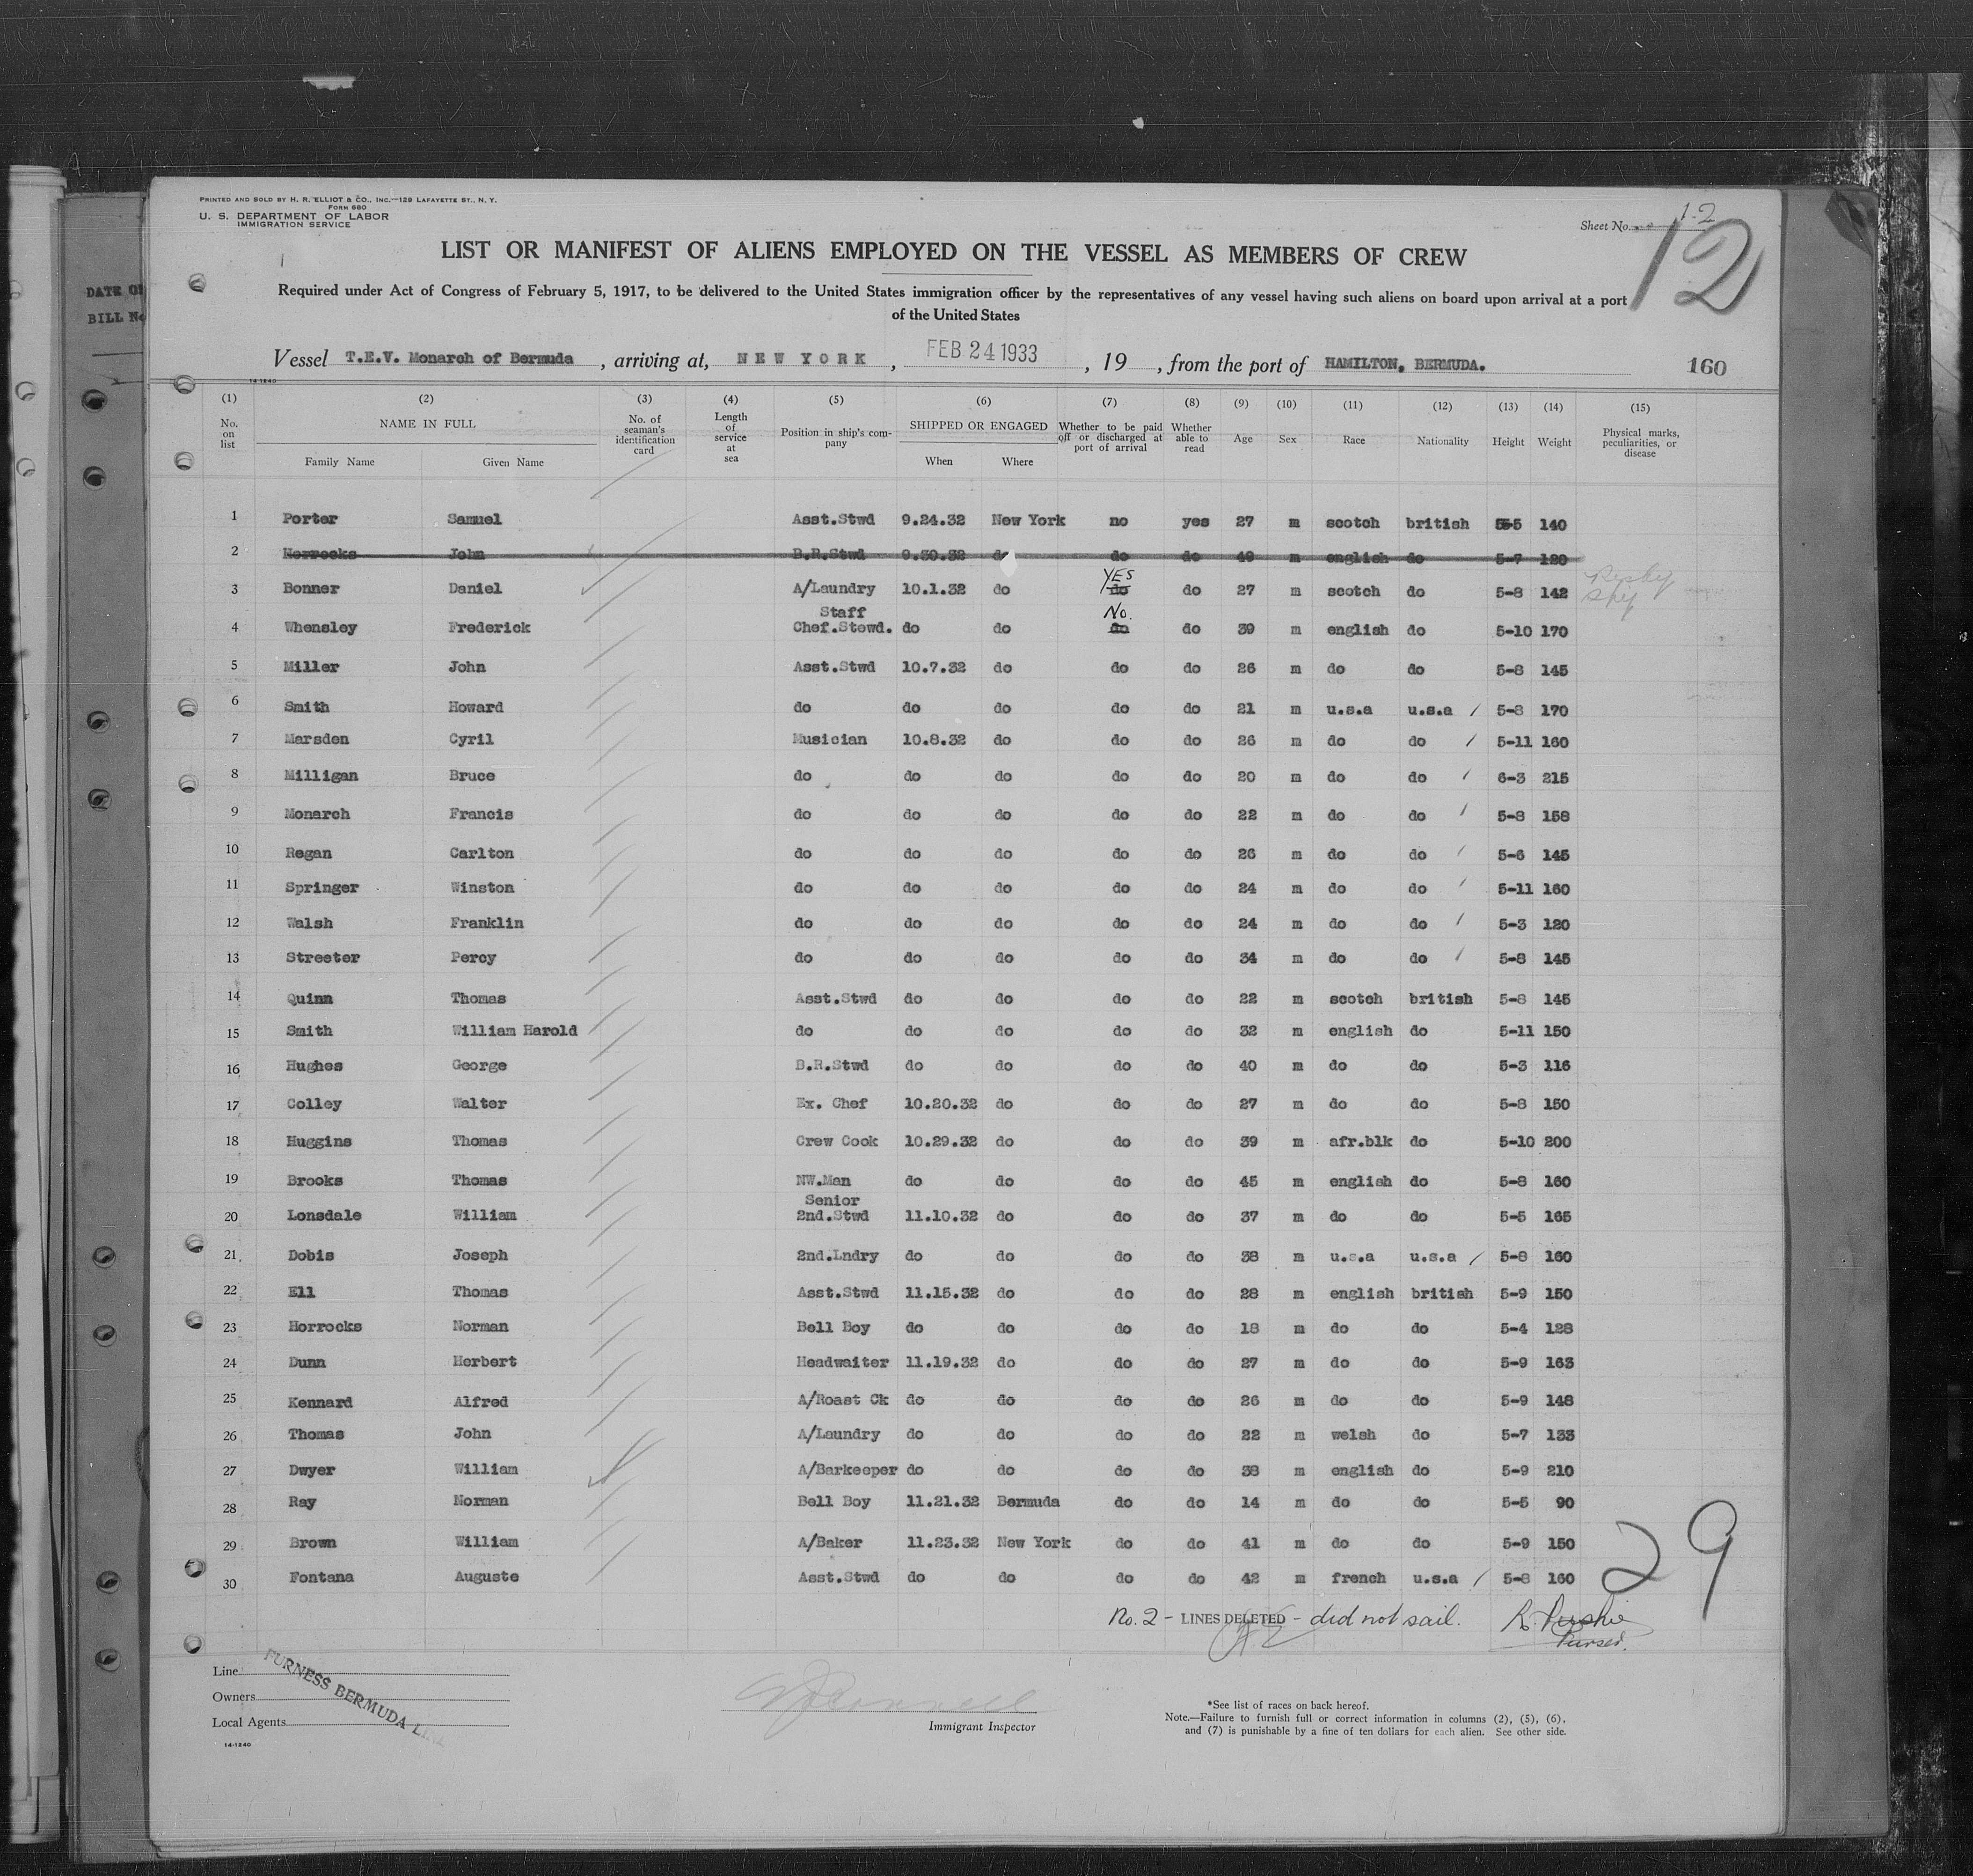 PRINTED AND SOLD BY H. R. ELLIOT & CO., INC.—129 LAFAYETTE ST., N. Y.
FORM 680
U. S. DEPARTMENT OF LABOR
IMMIGRATION SERVICE
Sheet No. 12
12
LIST OR MANIFEST OF ALIENS EMPLOYED ON THE VESSEL AS MEMBERS OF CREW
Required under Act of Congress of February 5, 1917, to be delivered to the United States immigration officer by the representatives of any vessel having such aliens on board upon arrival at a port
of the United States
DATE OF
BILL No
Vessel T.E.V. Monarch of Bermuda, arriving at, NEW YORK, FEB 24 1933, 19 , from the port of HAMILTON, BERMUDA. 160
14-1240
(1) (2) (3) (4) (5) (6) (7) (8) (9) (10) (11) (12) (13) (14) (15)
No. on list NAME IN FULL Family Name Given Name No. of seaman's identification card Length of service at sea Position in ship's company SHIPPED OR ENGAGED When Where Whether to be paid off or discharged at port of arrival Whether able to read Age Sex Race Nationality Height Weight Physical marks, peculiarities, or disease
1 Porter Samuel Asst.Stwd 9.24.32 New York no yes 27 m scotch british 5-5 140
2 Horrocks John B.R.Stwd 9.30.32 do do do 49 m english do 5-7 120
3 Bonner Daniel A/Laundry 10.1.32 do YES do do 27 m scotch do 5-8 142
4 Whensley Frederick Staff Chef.Stewd. do do No. do do 39 m english do 5-10 170
5 Miller John Asst.Stwd 10.7.32 do do do 26 m do do 5-8 145
6 Smith Howard do do do do do 21 m u.s.a u.s.a 5-8 170
7 Marsden Cyril Musician 10.8.32 do do do 26 m do do 5-11 160
8 Milligan Bruce do do do do do 20 m do do 6-3 215
9 Monarch Francis do do do do do 22 m do do 5-8 158
10 Regan Carlton do do do do do 26 m do do 5-6 145
11 Springer Winston do do do do do 24 m do do 5-11 160
12 Walsh Franklin do do do do do 24 m do do 5-3 120
13 Streeter Percy do do do do do 34 m do do 5-8 145
14 Quinn Thomas Asst.Stwd do do do do 22 m scotch british 5-8 145
15 Smith William Harold do do do do do 32 m english do 5-11 150
16 Hughes George B.R.Stwd do do do do 40 m do do 5-3 116
17 Colley Walter Ex. Chef 10.20.32 do do do 27 m do do 5-8 150
18 Huggins Thomas Crew Cook 10.29.32 do do do 39 m afr.blk do 5-10 200
19 Brooks Thomas NW.Man do do do do 45 m english do 5-8 160
20 Lonsdale William Senior 2nd.Stwd 11.10.32 do do do 37 m do do 5-5 165
21 Dobis Joseph 2nd.Lndry do do do do 38 m u.s.a u.s.a 5-8 160
22 Ell Thomas Asst.Stwd 11.15.32 do do do 28 m english british 5-9 150
23 Horrocks Norman Bell Boy do do do do 18 m do do 5-4 128
24 Dunn Herbert Headwaiter 11.19.32 do do do 27 m do do 5-9 163
25 Kennard Alfred A/Roast Ck do do do do 26 m do do 5-9 148
26 Thomas John A/Laundry do do do do 22 m welsh do 5-7 133
27 Dwyer William A/Barkeeper do do do do 38 m english do 5-9 210
28 Ray Norman Bell Boy 11.21.32 Bermuda do do 14 m do do 5-5 90
29 Brown William A/Baker 11.23.32 New York do do 41 m do do 5-9 150
30 Fontana Auguste Asst.Stwd do do do do 42 m french u.s.a 5-8 160
29
No. 2 - LINES DELETED - did not sail. Purser.
Line
Owners
Local Agents
FURNESS BERMUDA LINE
Immigrant Inspector
*See list of races on back hereof.
Note.—Failure to furnish full or correct information in columns (2), (5), (6),
and (7) is punishable by a fine of ten dollars for each alien. See other side.
14-1240